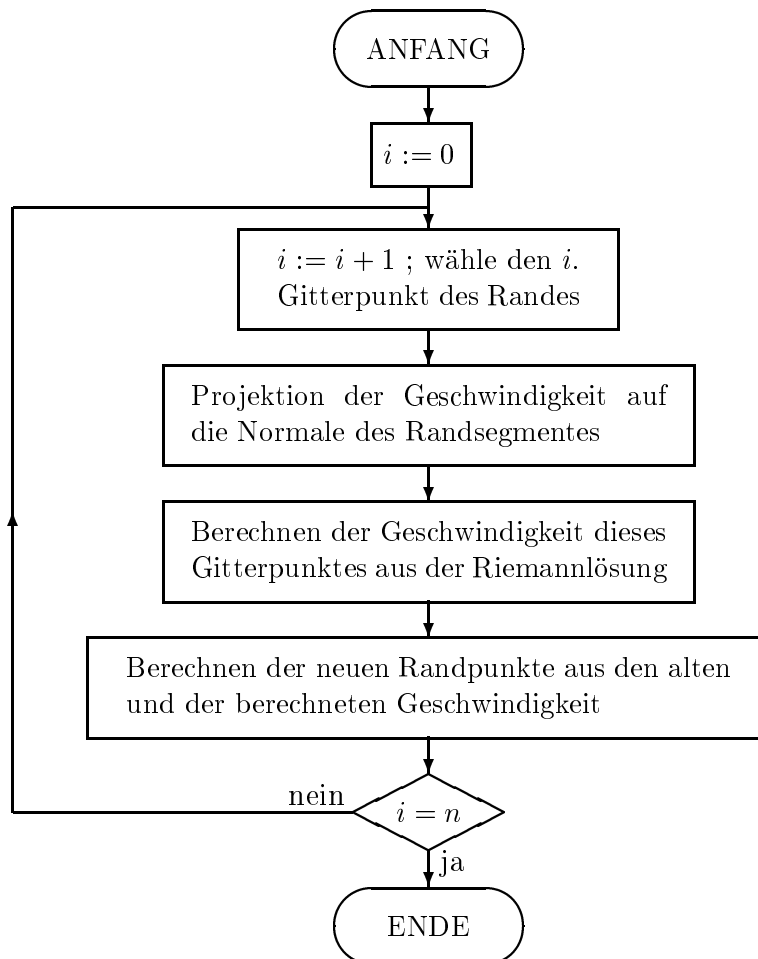 ANFANG
i := 0
i := i + 1 ; wähle den i.
Gitterpunkt des Randes
Projektion der Geschwindigkeit auf
die Normale des Randsegmentes
Berechnen der Geschwindigkeit dieses
Gitterpunktes aus der Riemannlösung
Berechnen der neuen Randpunkte aus den alten
und der berechneten Geschwindigkeit
nein
i = n
ja
ENDE